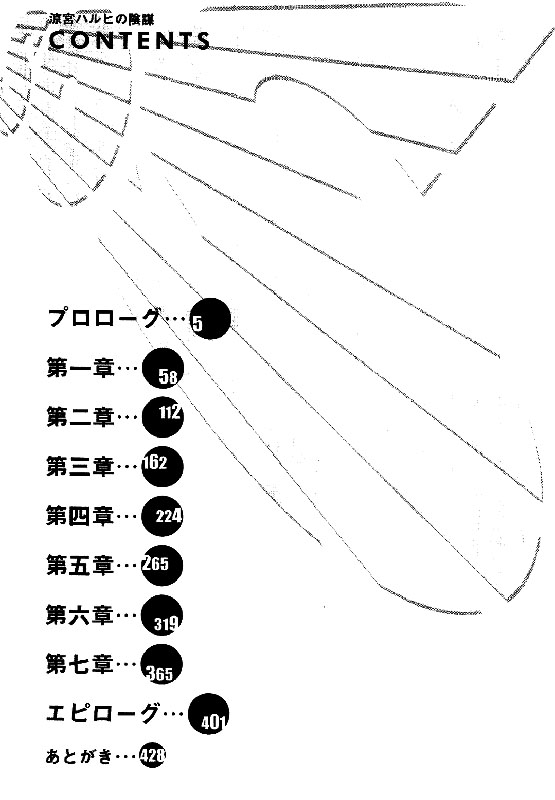 涼宮ハルヒの陰謀
CONTENTS
プロローグ…5
第一章…58
第二章…112
第三章…162
第四章…224
第五章…265
第六章…319
第七章…365
エピローグ…401
あとがき…428